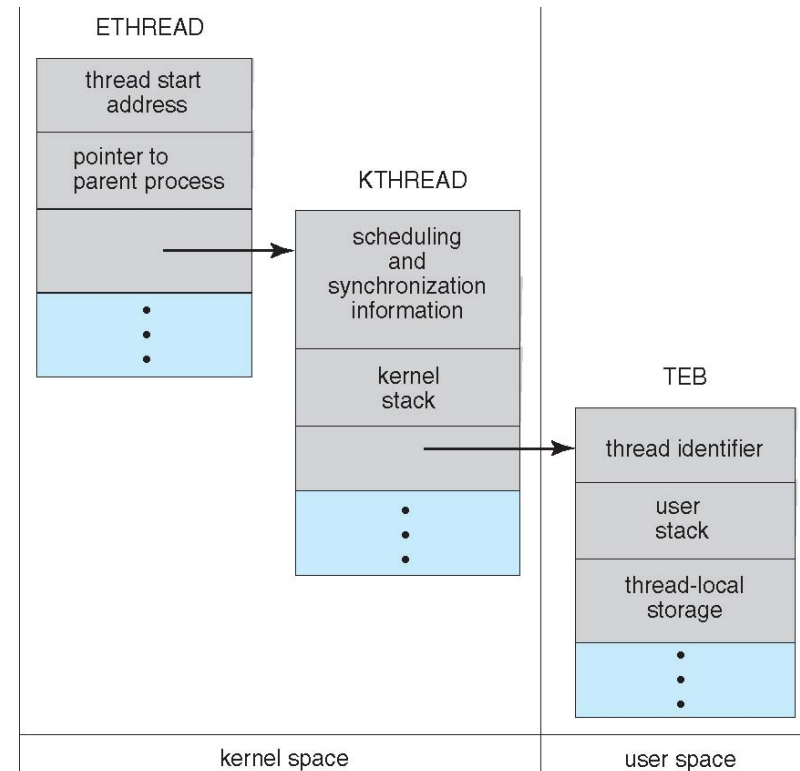 ETHREAD
thread start
address
pointer to
parent process
KTHREAD
scheduling
and
synchronization
information
kernel
stack
TEB
thread identifier
user
stack
thread-local
storage
kernel space
user space